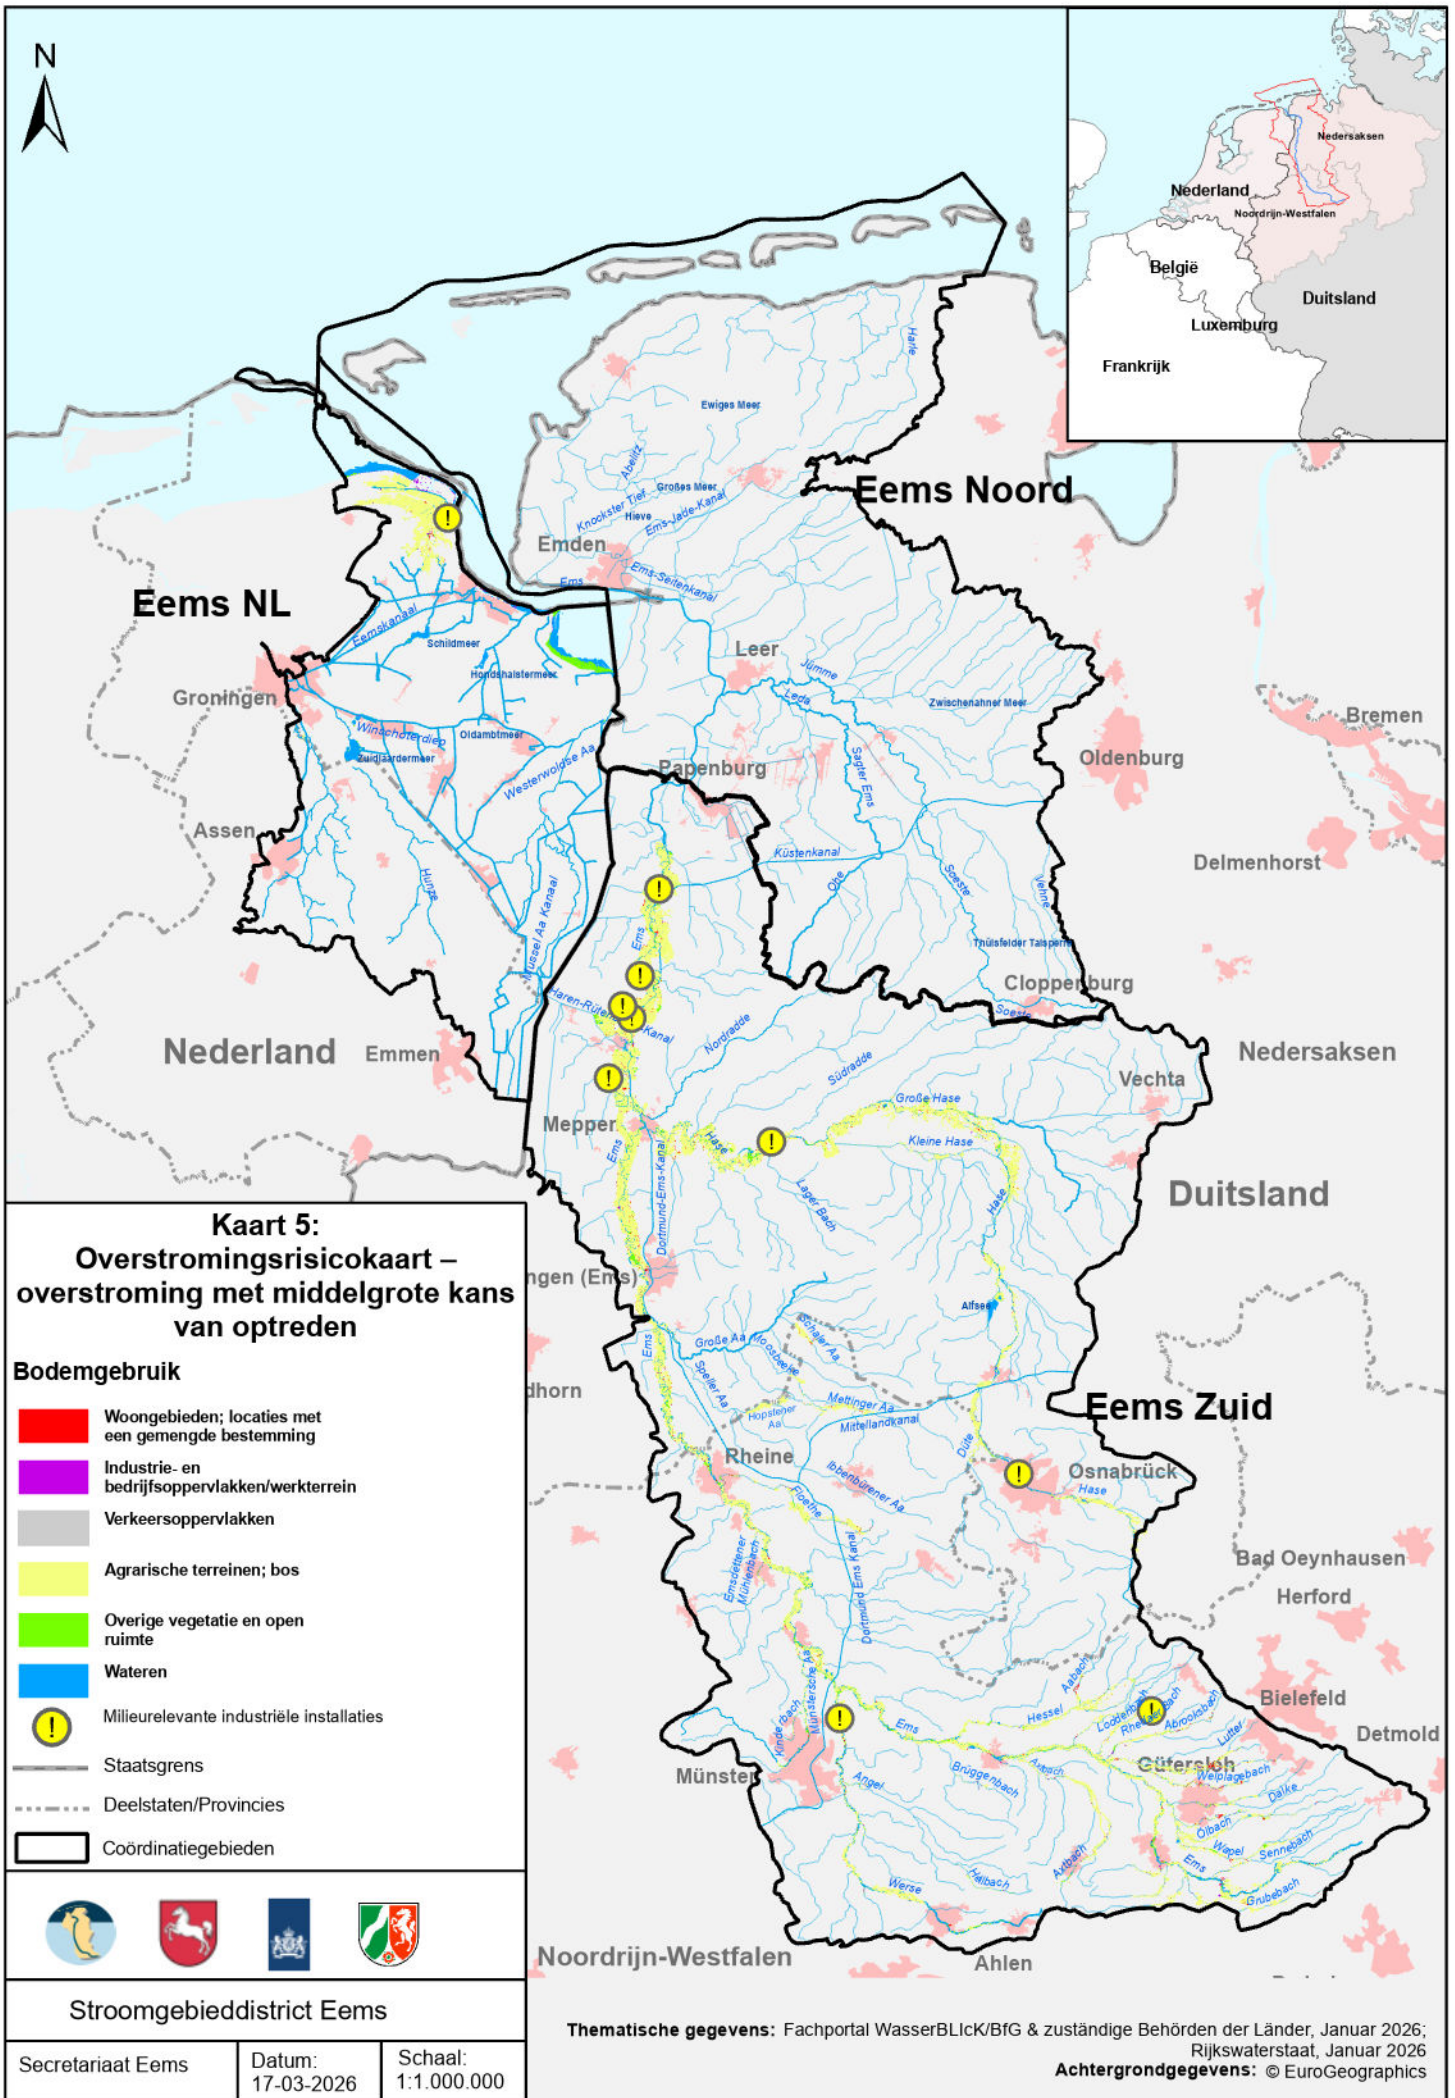 N
Nedersaksen
Nederland
Noordrijn-Westfalen
België
Duitsland
Luxemburg
Frankrijk
Harle
Ewiges Meer
Abelitz
Großes Meer
Knockster Tief
Hieve
Ems-Jade-Kanal
Eems Noord
Emden
Ems
Ems-Seitenkanal
Eems NL
Eemskanaal
Schildmeer
Leer
Jümme
Hondshalstermeer
Leda
Groningen
Zwischenahner Meer
Bremen
Winschoterdiep
Oldambtmeer
Zuidlaardermeer
Westerwoldse Aa
Papenburg
Sagter Ems
Oldenburg
Assen
Küstenkanal
Delmenhorst
Hunze
Ohe
Soeste
Vehne
Mussel Aa Kanaal
Ems
Thülsfelder Talsperre
Cloppenburg
Haren-Rüten
Kanal
Soeste
Nordradde
Nederland
Emmen
Nedersaksen
Südradde
Vechta
Große Hase
Meppen
Kleine Hase
Hase
Ems
Dortmund-Ems-Kanal
Lager Bach
Hase
Duitsland
ngen (Ems)
Alfsee
Ems
Große Aa
Moosbeeke
Schaler Aa
Speller Aa
dhorn
Mettinger Aa
Hopstener
Aa
Mittellandkanal
Eems Zuid
Düte
Rheine
Ibbenbürener Aa
Osnabrück
Hase
Floethe
Emsdettener
Mühlenbach
Dortmund Ems Kanal
Bad Oeynhausen
Herford
Münstersche Aa
Kinderbach
Aabach
Hessel
Loddenbach
Abrooksbach
Lutter
Bielefeld
Ems
Detmold
Münster
Angel
Brüggenbach
Axtbach
Gütersloh
Welplagebach
Dalke
Ölbach
Wapel
Sennebach
Ems
Grubebach
Axtbach
Halbach
Werse
Noordrijn-Westfalen
Ahlen
Kaart 5:
Overstromingsrisicokaart –
overstroming met middelgrote kans
van optreden
Bodemgebruik
Woongebieden; locaties met
een gemengde bestemming
Industrie- en
bedrijfsoppervlakken/werkterrein
Verkeersoppervlakken
Agrarische terreinen; bos
Overige vegetatie en open
ruimte
Wateren
! Milieurelevante industriële installaties
Staatsgrens
Deelstaten/Provincies
Coördinatiegebieden
Stroomgebieddistrict Eems
Secretariaat Eems
Datum:
17-03-2026
Schaal:
1:1.000.000
Thematische gegevens: Fachportal WasserBLIcK/BfG & zuständige Behörden der Länder, Januar 2026;
Rijkswaterstaat, Januar 2026
Achtergrondgegevens: © EuroGeographics